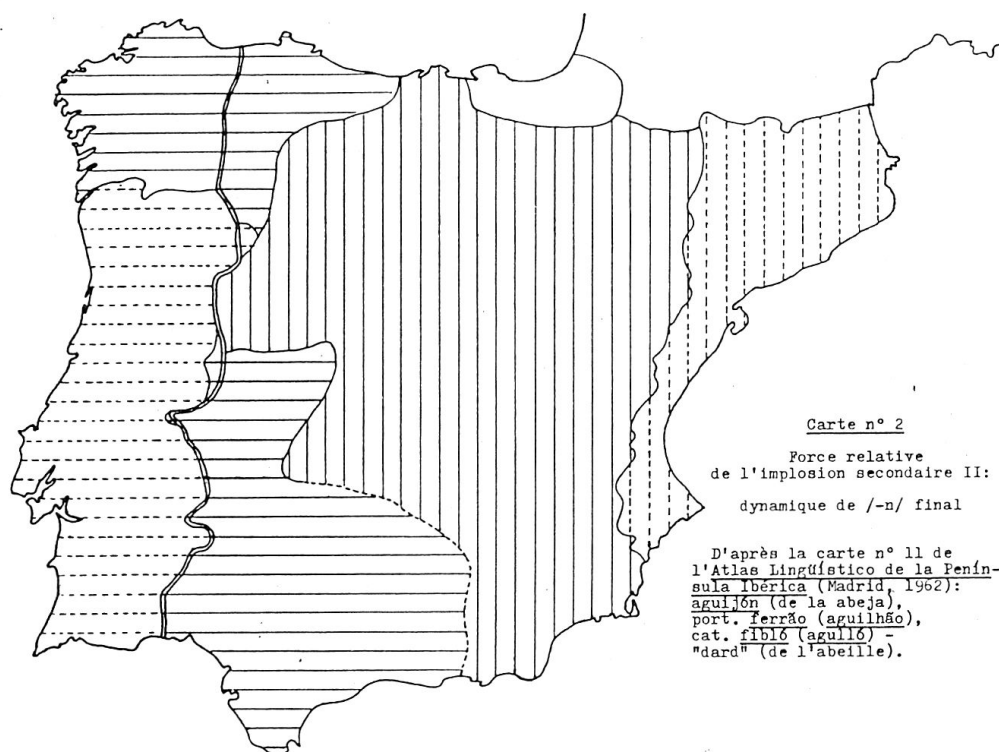 Carte n° 2
Force relative
de l'implosion secondaire II:
dynamique de /-n/ final
D'après la carte n° 11 de
l'Atlas Lingüístico de la Penín-
sula Ibérica (Madrid, 1962):
aguijón (de la abeja),
port. ferrão (aguilhão),
cat. fibló (agulló) -
"dard" (de l'abeille).